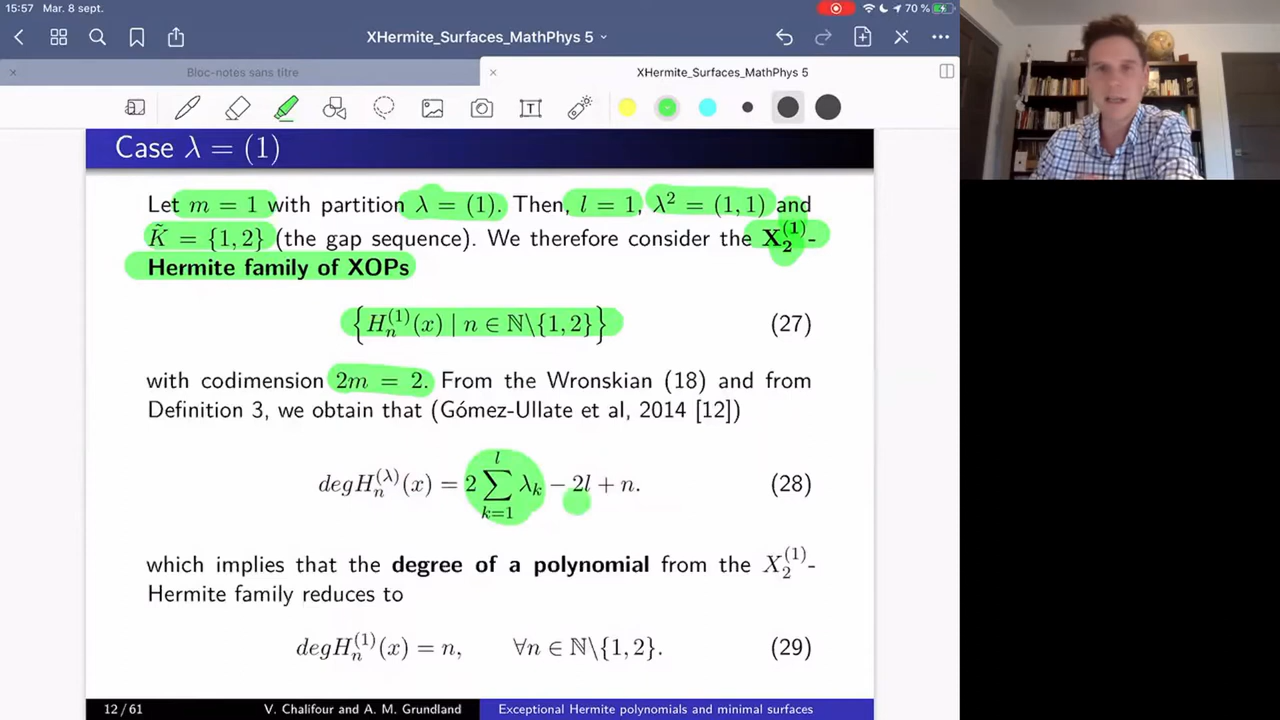 15:57 Mar. 8 sept. 70 %
XHermite_Surfaces_MathPhys 5
Bloc-notes sans titre
XHermite_Surfaces_MathPhys 5
Case λ = (1)
Let m = 1 with partition λ = (1). Then, l = 1, λ² = (1, 1) and
K̃ = {1, 2} (the gap sequence). We therefore consider the X₂⁽¹⁾-
Hermite family of XOPs
{Hₙ⁽¹⁾(x) | n ∈ ℕ\{1, 2}} (27)
with codimension 2m = 2. From the Wronskian (18) and from
Definition 3, we obtain that (Gómez-Ullate et al, 2014 [12])
degHₙ^(λ)(x) = 2 ∑_{k=1}^{l} λₖ − 2l + n. (28)
which implies that the degree of a polynomial from the X₂⁽¹⁾-
Hermite family reduces to
degHₙ⁽¹⁾(x) = n, ∀n ∈ ℕ\{1, 2}. (29)
12 / 61 V. Chalifour and A. M. Grundland Exceptional Hermite polynomials and minimal surfaces